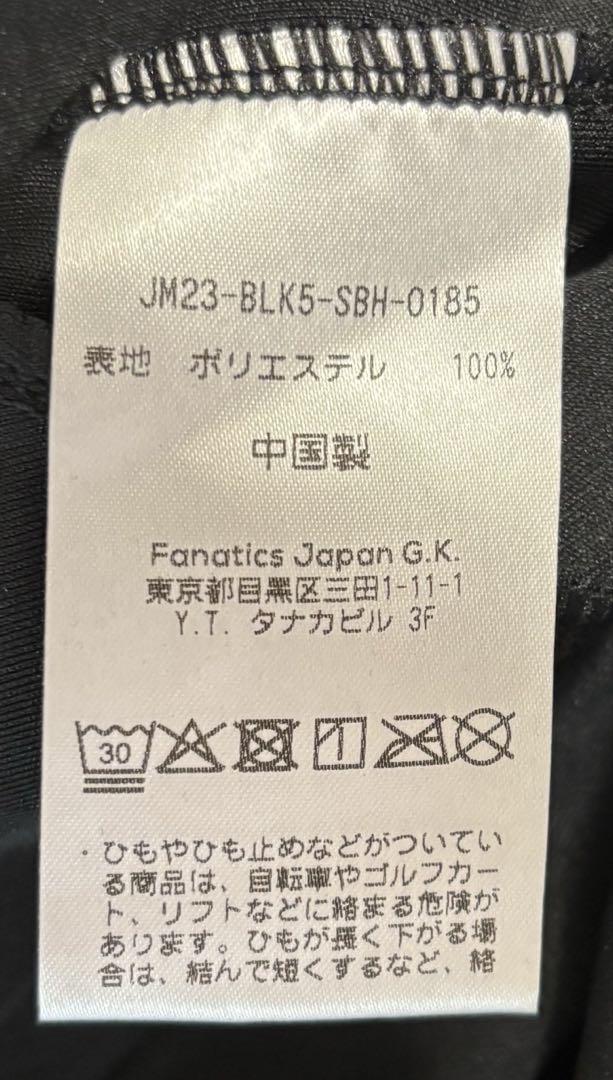 JM23-BLK5-SBH-0185
表地 ポリエステル 100%
中国製
Fanatics Japan G.K.
東京都目黒区三田1-11-1
Y.T. タナカビル 3F
30
・ひもやひも止めなどがついてい
る商品は、自転車やゴルフカー
ト、リフトなどに絡まる危険が
あります。ひもが長く下がる場
合は、結んで短くするなど、絡